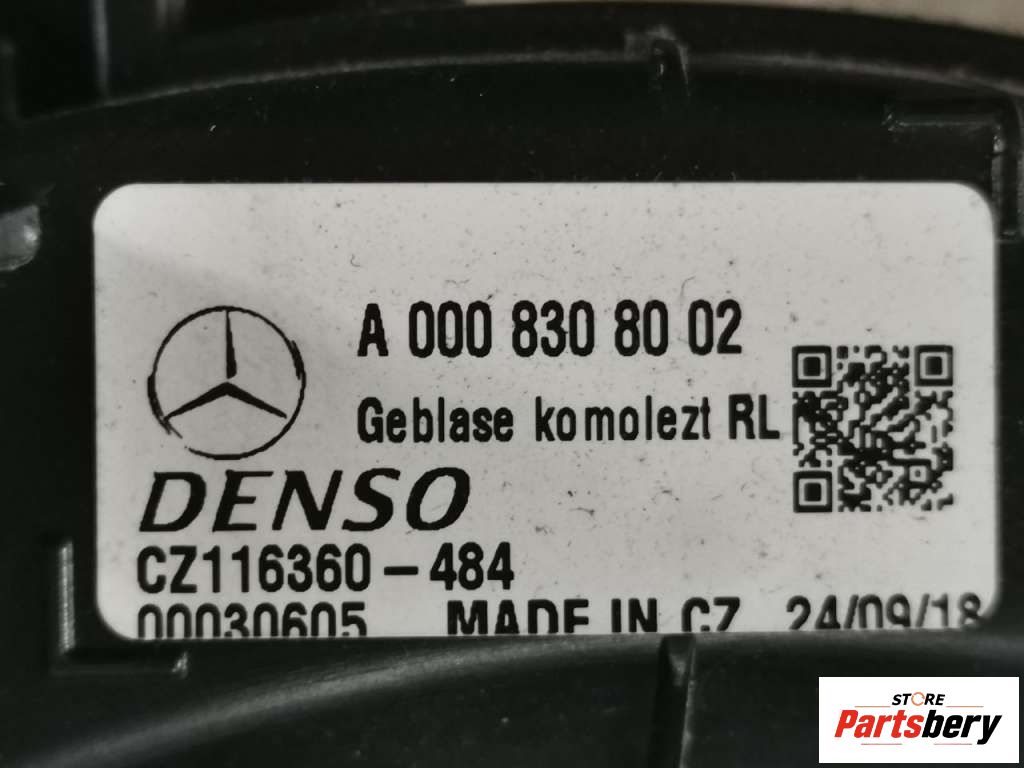 A 000 830 80 02
Geblase komolezt RL
DENSO
CZ116360-484
00030605 MADE IN CZ 24/09/18
STORE
Partsbery